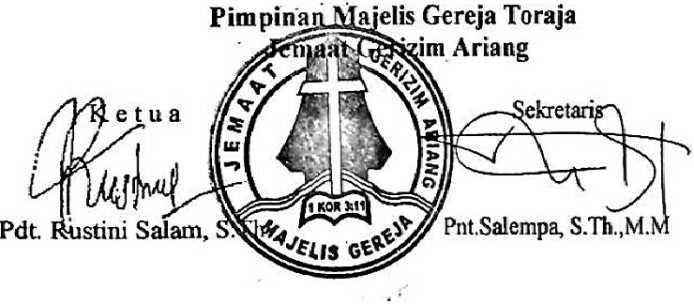 Pimpinan Majelis Gereja Toraja
Jemaat Gerizim Ariang
Ketua
Sekretaris
JEMAAT GERIZIM ARIANG
1 KOR 3:11
MAJELIS GEREJA
Pdt. Rustini Salam, S.Th
Pnt.Salempa, S.Th.,M.M